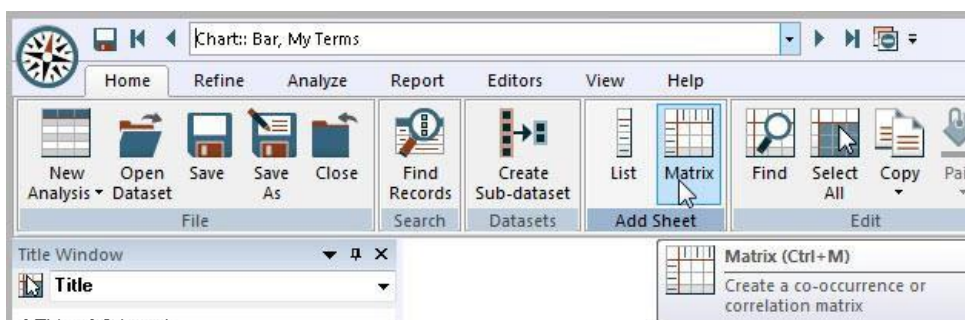 Chart:: Bar, My Terms
Home Refine Analyze Report Editors View Help
New Analysis Open Dataset Save Save As Close Find Records Create Sub-dataset List Matrix Find Select All Copy
File Search Datasets Add Sheet Edit
Title Window
Title
Matrix (Ctrl+M)
Create a co-occurrence or
correlation matrix